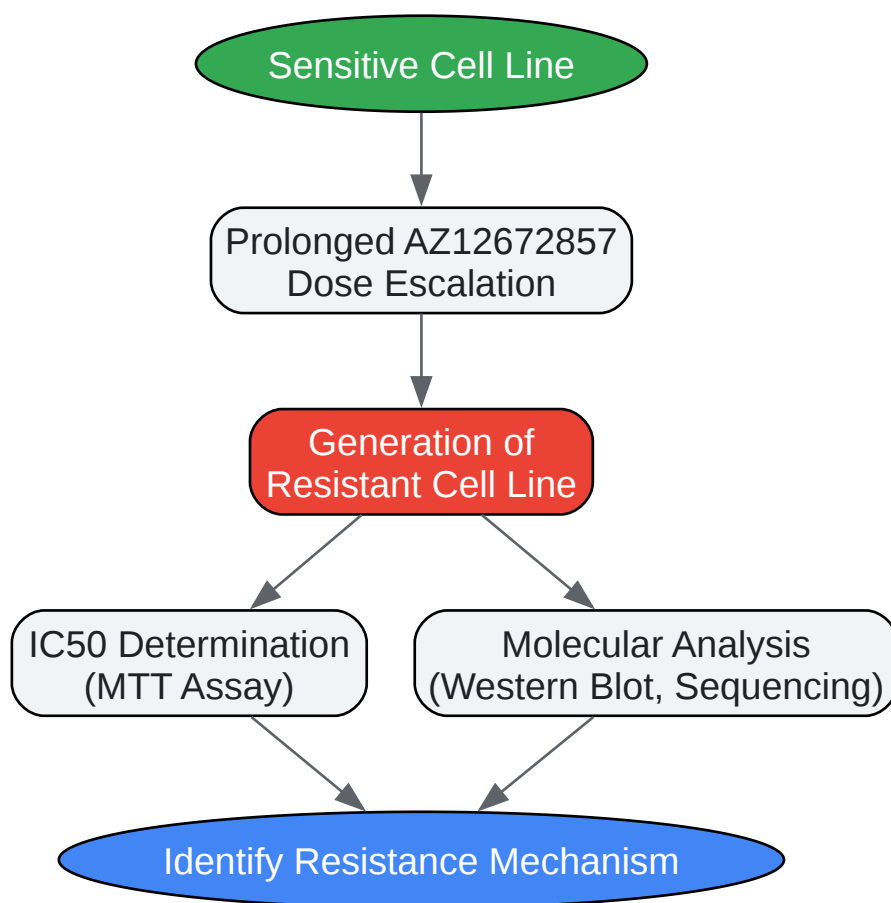 Sensitive Cell Line
Prolonged AZ12672857
Dose Escalation
Generation of
Resistant Cell Line
IC50 Determination
(MTT Assay)
Molecular Analysis
(Western Blot, Sequencing)
Identify Resistance Mechanism